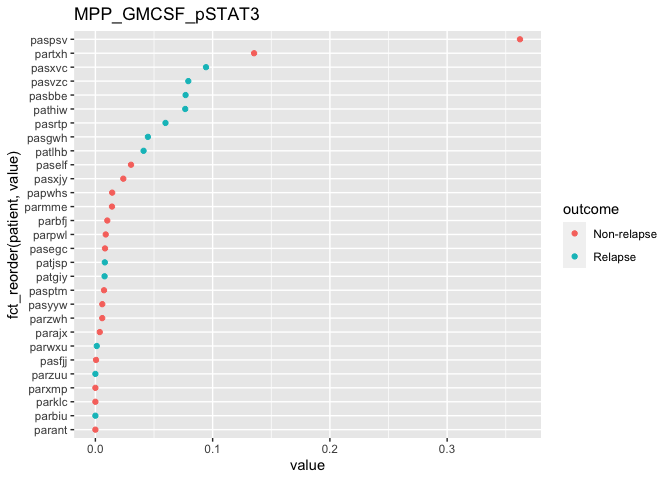 MPP_GMCSF_pSTAT3
fct_reorder(patient, value)
paspsv
partxh
pasxvc
pasvzc
pasbbe
pathiw
pasrtp
pasgwh
patlhb
paself
pasxjy
papwhs
parmme
parbfj
parpwl
pasegc
patjsp
patgiy
pasptm
pasyyw
parzwh
parajx
parwxu
pasfjj
parzuu
parxmp
parklc
parbiu
parant
0.0 0.1 0.2 0.3
value
outcome
Non-relapse
Relapse